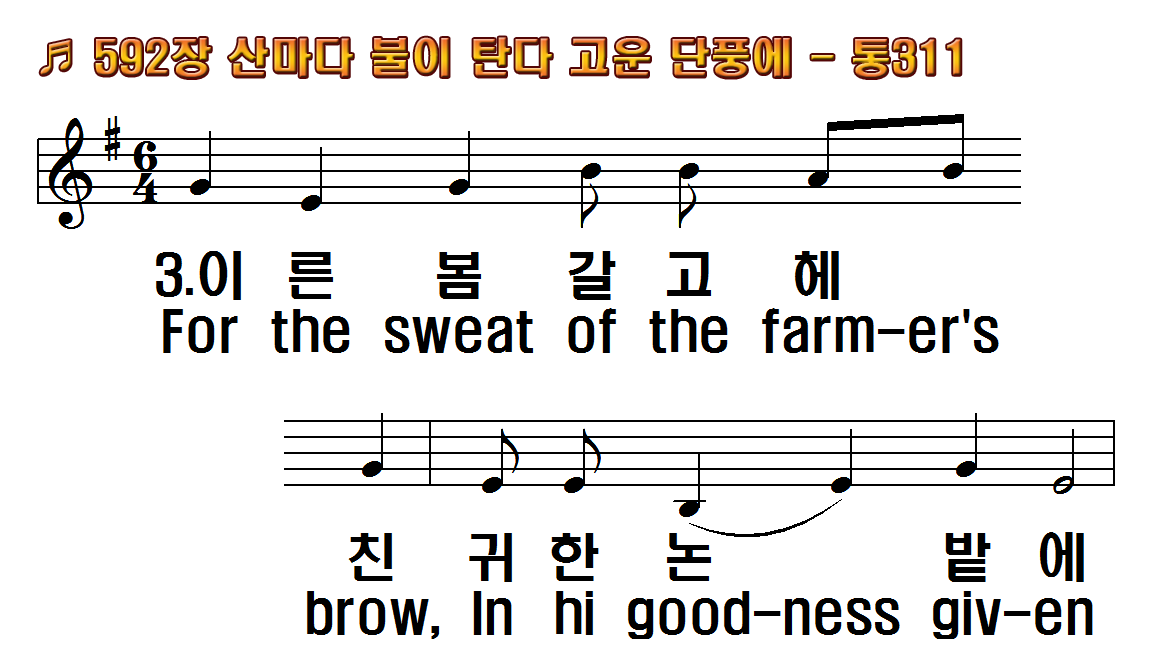 ♬ 592장 산마다 불이 탄다 고운 단풍에 - 통311
6
4
3.이 른 봄 갈 고 헤
For the sweat of the farm-er's
친 귀 한 논 밭 에
brow, In hi good-ness giv-en